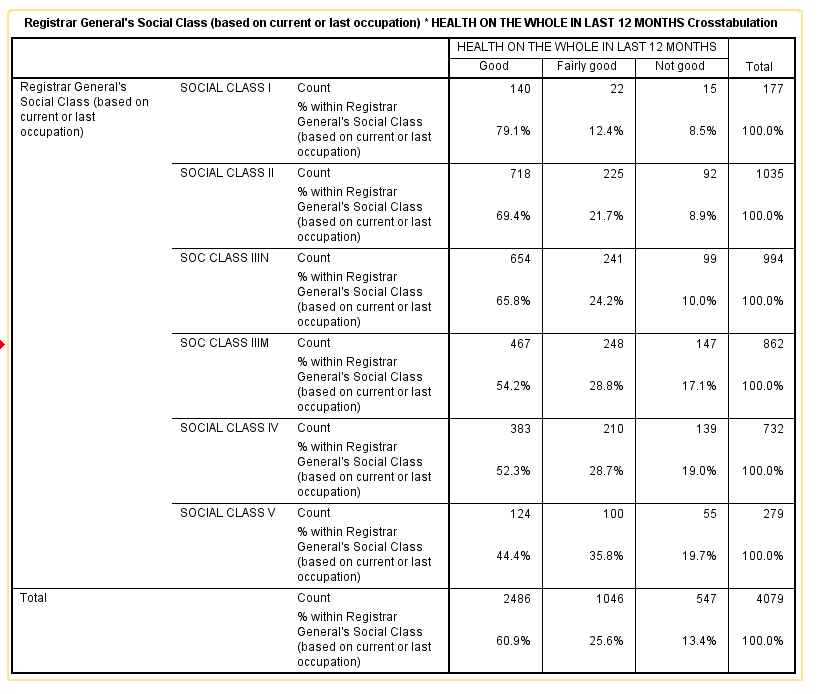 Registrar General's Social Class (based on current or last occupation) * HEALTH ON THE WHOLE IN LAST 12 MONTHS Crosstabulation
HEALTH ON THE WHOLE IN LAST 12 MONTHS
Good Fairly good Not good Total
Registrar General's
Social Class (based on
current or last
occupation)
SOCIAL CLASS I Count 140 22 15 177
% within Registrar
General's Social Class
(based on current or last
occupation)
79.1% 12.4% 8.5% 100.0%
SOCIAL CLASS II Count 718 225 92 1035
% within Registrar
General's Social Class
(based on current or last
occupation)
69.4% 21.7% 8.9% 100.0%
SOC CLASS IIIN Count 654 241 99 994
% within Registrar
General's Social Class
(based on current or last
occupation)
65.8% 24.2% 10.0% 100.0%
SOC CLASS IIIM Count 467 248 147 862
% within Registrar
General's Social Class
(based on current or last
occupation)
54.2% 28.8% 17.1% 100.0%
SOCIAL CLASS IV Count 383 210 139 732
% within Registrar
General's Social Class
(based on current or last
occupation)
52.3% 28.7% 19.0% 100.0%
SOCIAL CLASS V Count 124 100 55 279
% within Registrar
General's Social Class
(based on current or last
occupation)
44.4% 35.8% 19.7% 100.0%
Total Count 2486 1046 547 4079
% within Registrar
General's Social Class
(based on current or last
occupation)
60.9% 25.6% 13.4% 100.0%